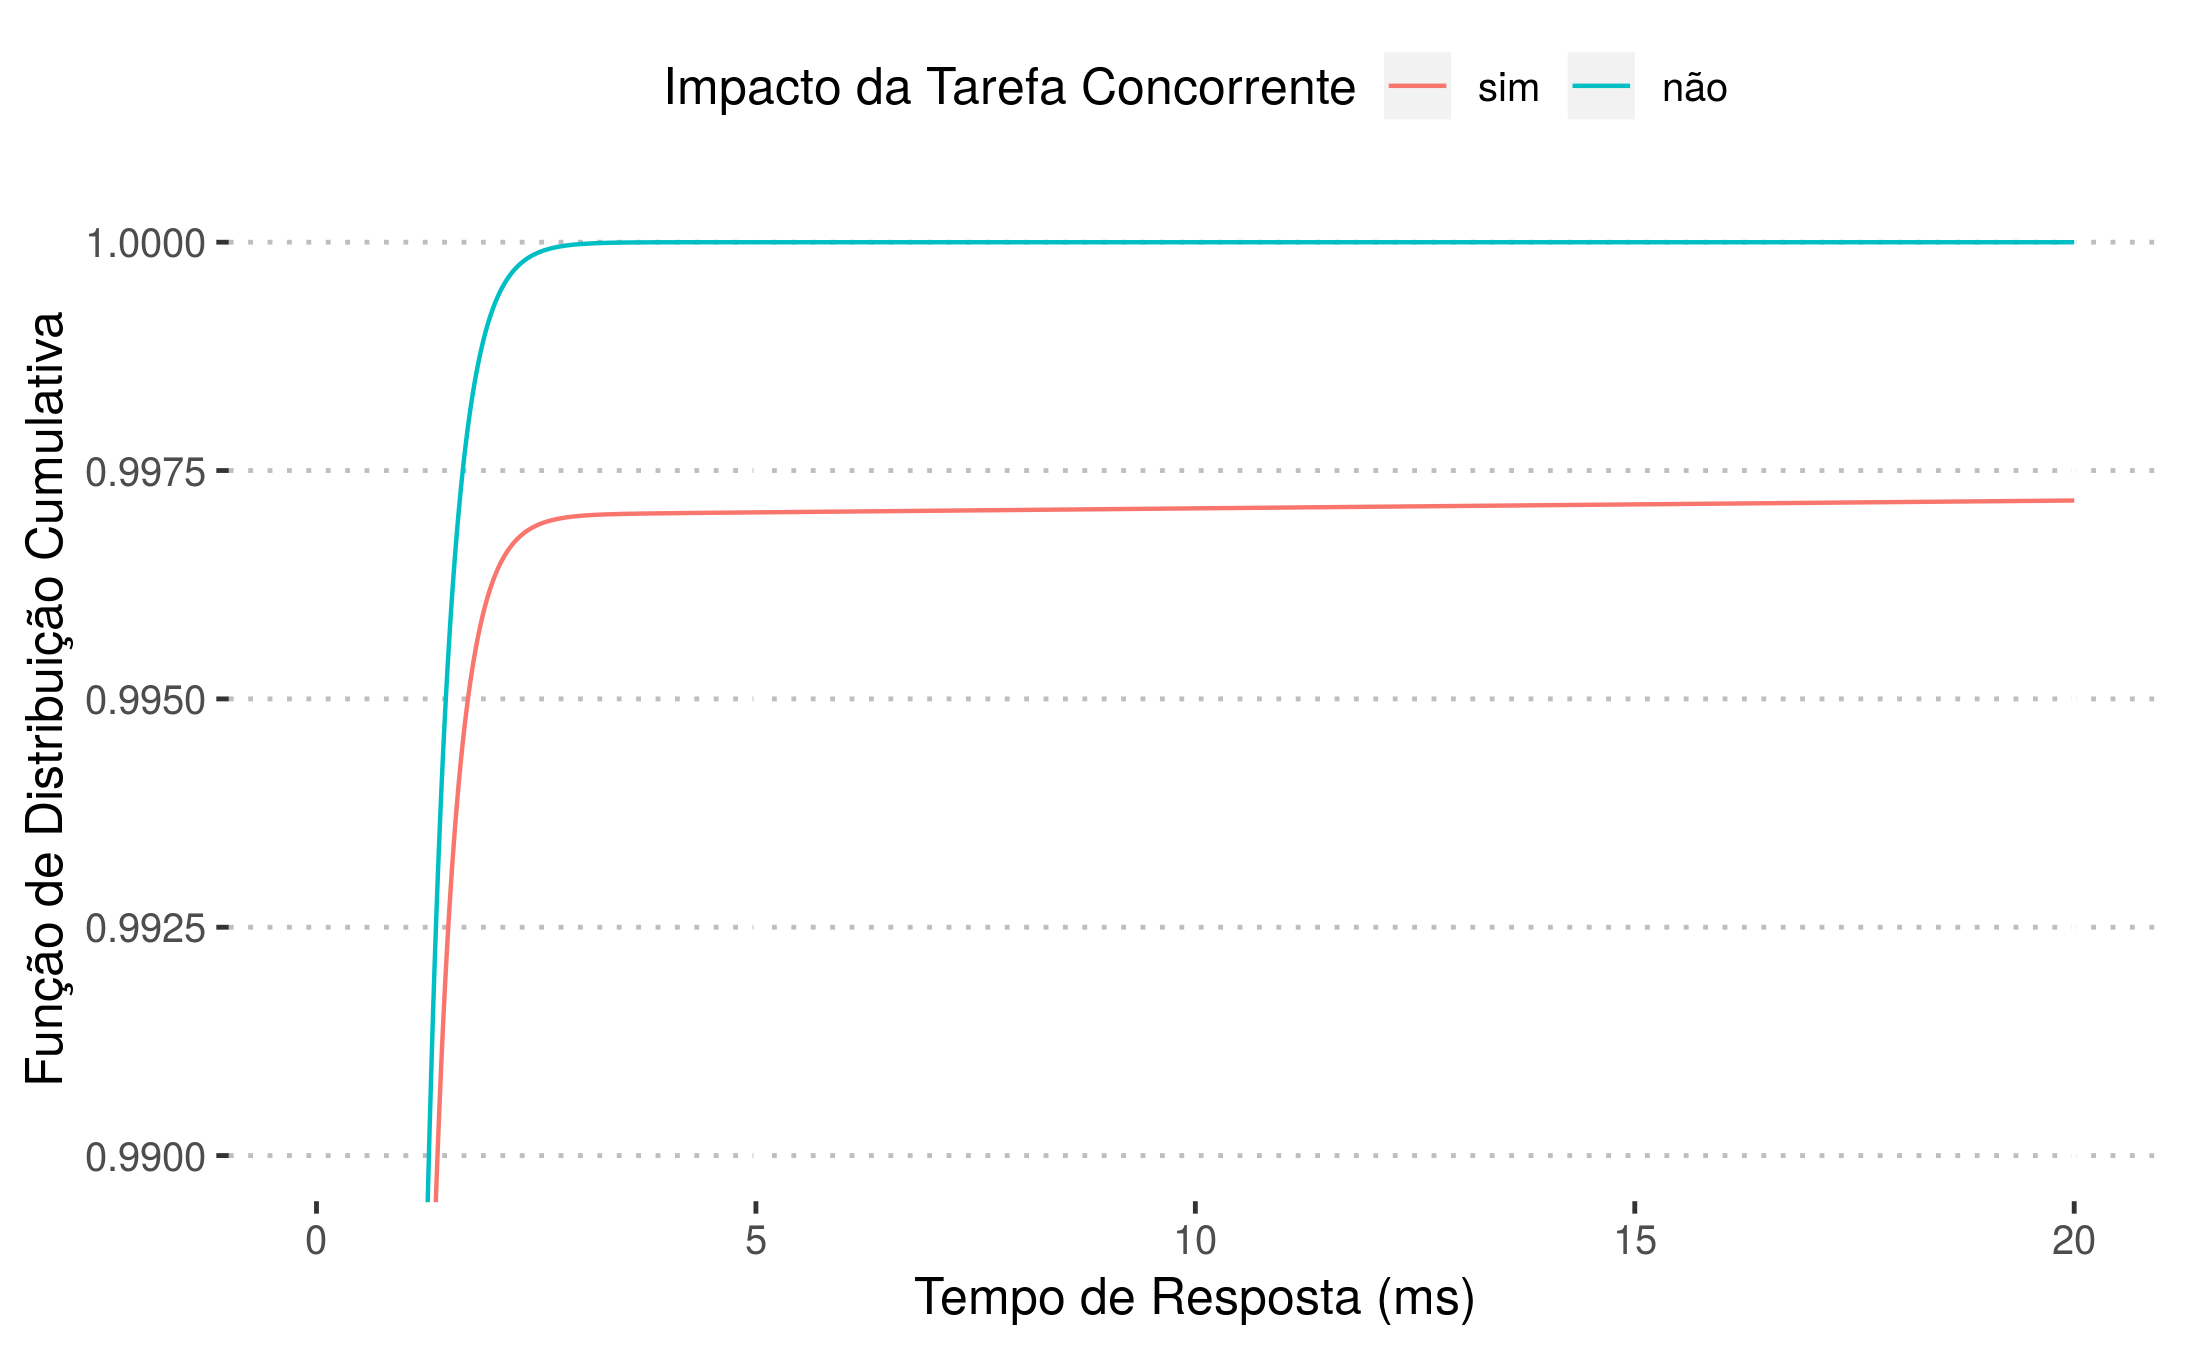 Impacto da Tarefa Concorrente sim não
Função de Distribuição Cumulativa
1.0000
0.9975
0.9950
0.9925
0.9900
0 5 10 15 20
Tempo de Resposta (ms)